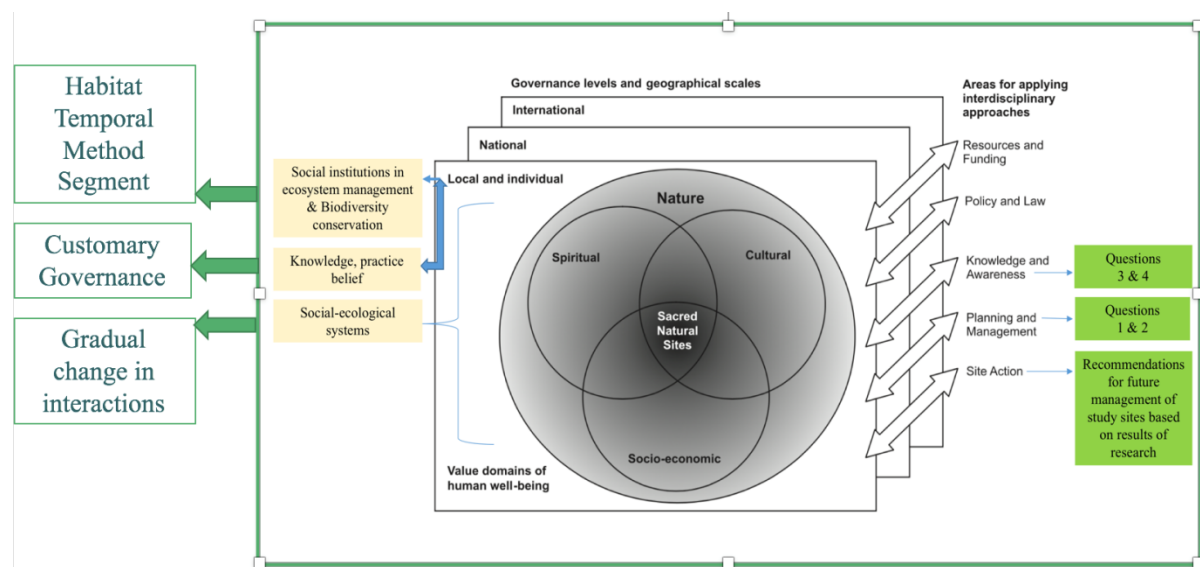 Habitat
Temporal
Method
Segment
Customary
Governance
Gradual
change in
interactions
Social institutions in
ecosystem management
& Biodiversity
conservation
Knowledge, practice
belief
Social-ecological
systems
Governance levels and geographical scales
International
National
Local and individual
Nature
Spiritual
Cultural
Sacred
Natural
Sites
Socio-economic
Value domains of
human well-being
Areas for applying
interdisciplinary
approaches
Resources and
Funding
Policy and Law
Knowledge and
Awareness
Planning and
Management
Site Action
Questions
3 & 4
Questions
1 & 2
Recommendations
for future
management of
study sites based
on results of
research